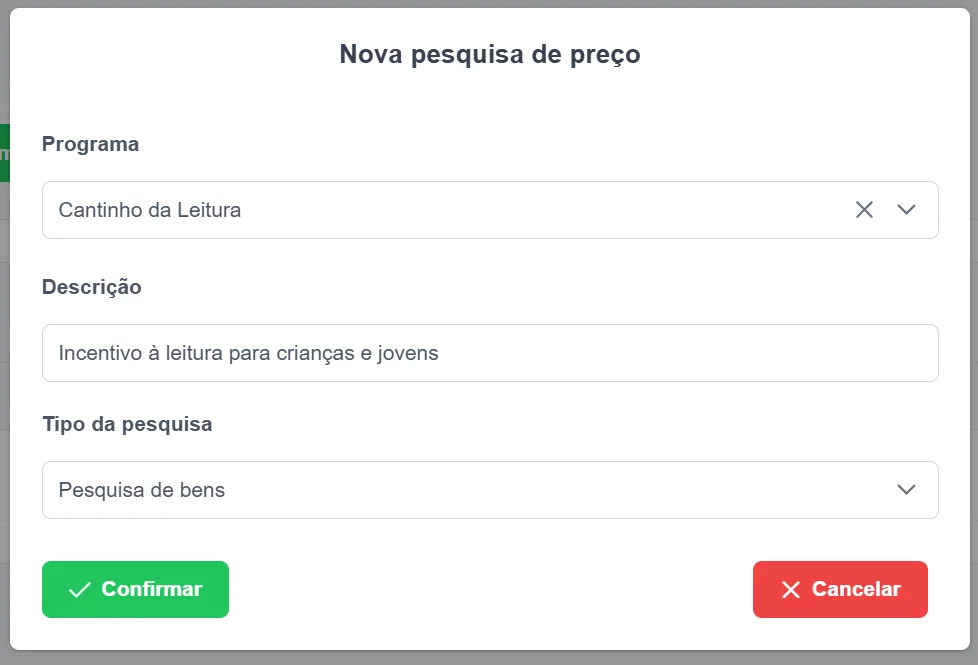 Nova pesquisa de preço
Programa
Cantinho da Leitura
Descrição
Incentivo à leitura para crianças e jovens
Tipo da pesquisa
Pesquisa de bens
Confirmar
Cancelar